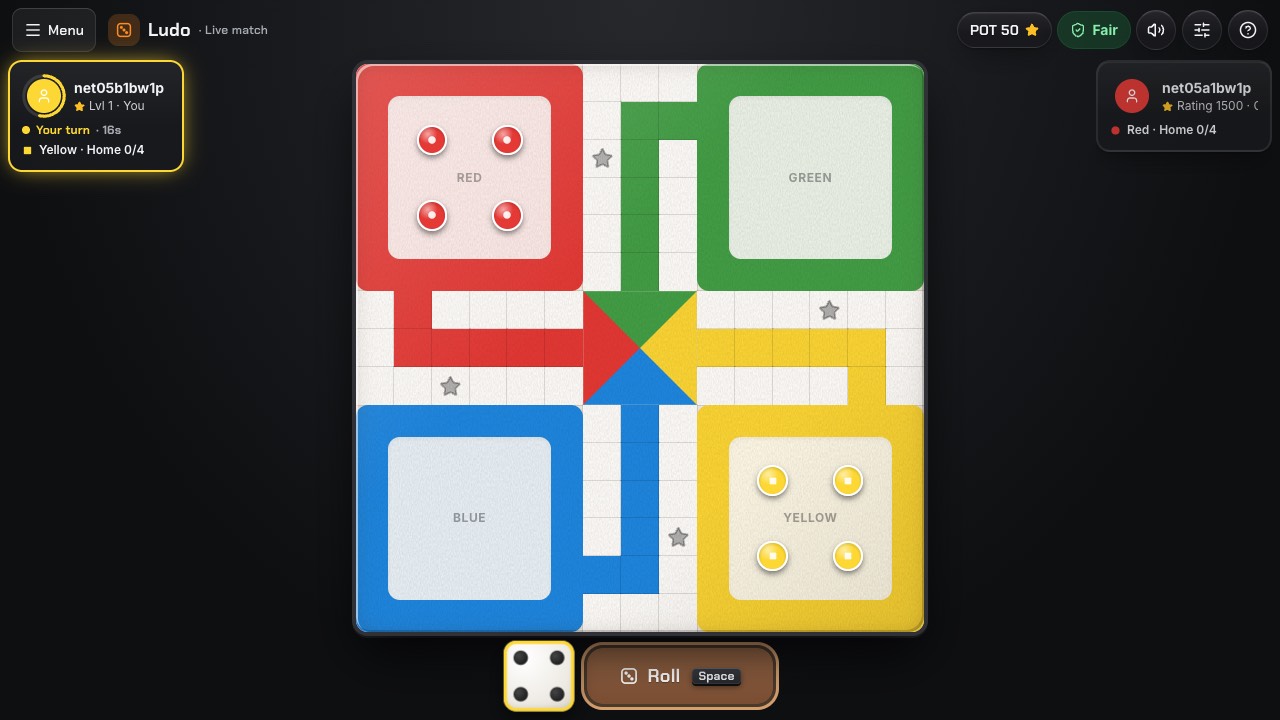 Menu
Ludo · Live match
POT 50
Fair
net05b1bw1p
Lvl 1 · You
Your turn · 16s
Yellow · Home 0/4
net05a1bw1p
Rating 1500 ·
Red · Home 0/4
RED
GREEN
BLUE
YELLOW
Roll Space